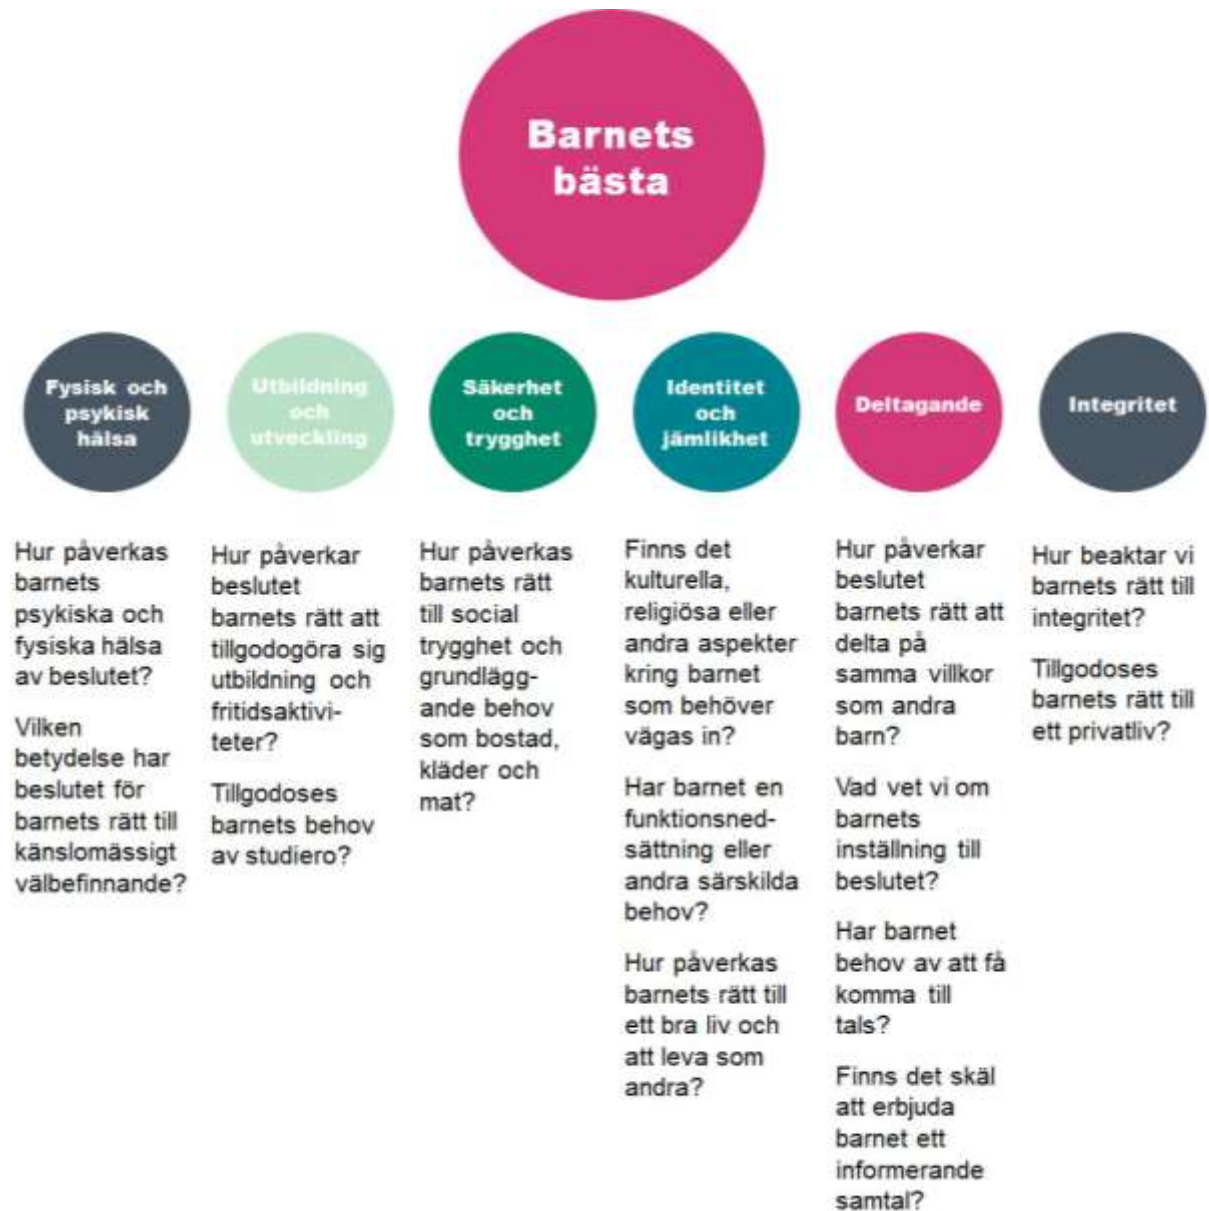 Barnets
bästa
Fysisk och
psykisk
hälsa
Utbildning
och
utveckling
Säkerhet
och
trygghet
Identitet
och
jämlikhet
Deltagande
Integritet
Hur påverkas
barnets
psykiska och
fysiska hälsa
av beslutet?
Vilken
betydelse har
beslutet för
barnets rätt till
känslomässigt
välbefinnande?
Hur påverkar
beslutet
barnets rätt att
tillgodogöra sig
utbildning och
fritidsaktivi-
teter?
Tillgodoses
barnets behov
av studiero?
Hur påverkas
barnets rätt
till social
trygghet och
grundlägg-
ande behov
som bostad,
kläder och
mat?
Finns det
kulturella,
religiösa eller
andra aspekter
kring barnet
som behöver
vägas in?
Har barnet en
funktionsned-
sättning eller
andra särskilda
behov?
Hur påverkas
barnets rätt till
ett bra liv och
att leva som
andra?
Hur påverkar
beslutet
barnets rätt att
delta på
samma villkor
som andra
barn?
Vad vet vi om
barnets
inställning till
beslutet?
Har barnet
behov av att få
komma till
tals?
Finns det skäl
att erbjuda
barnet ett
informerande
samtal?
Hur beaktar vi
barnets rätt till
integritet?
Tillgodoses
barnets rätt till
ett privatliv?